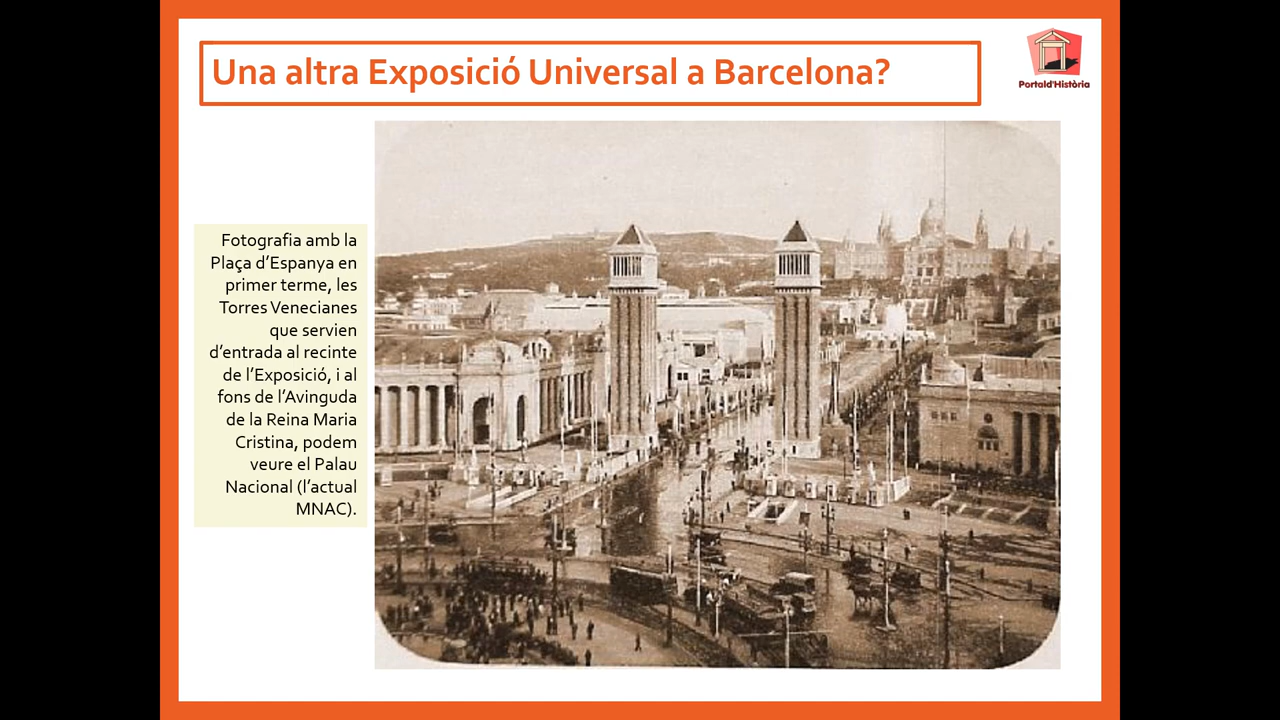 Una altra Exposició Universal a Barcelona?
Portald'Història
Fotografia amb la
Plaça d'Espanya en
primer terme, les
Torres Venecianes
que servien
d'entrada al recinte
de l'Exposició, i al
fons de l'Avinguda
de la Reina Maria
Cristina, podem
veure el Palau
Nacional (l'actual
MNAC).